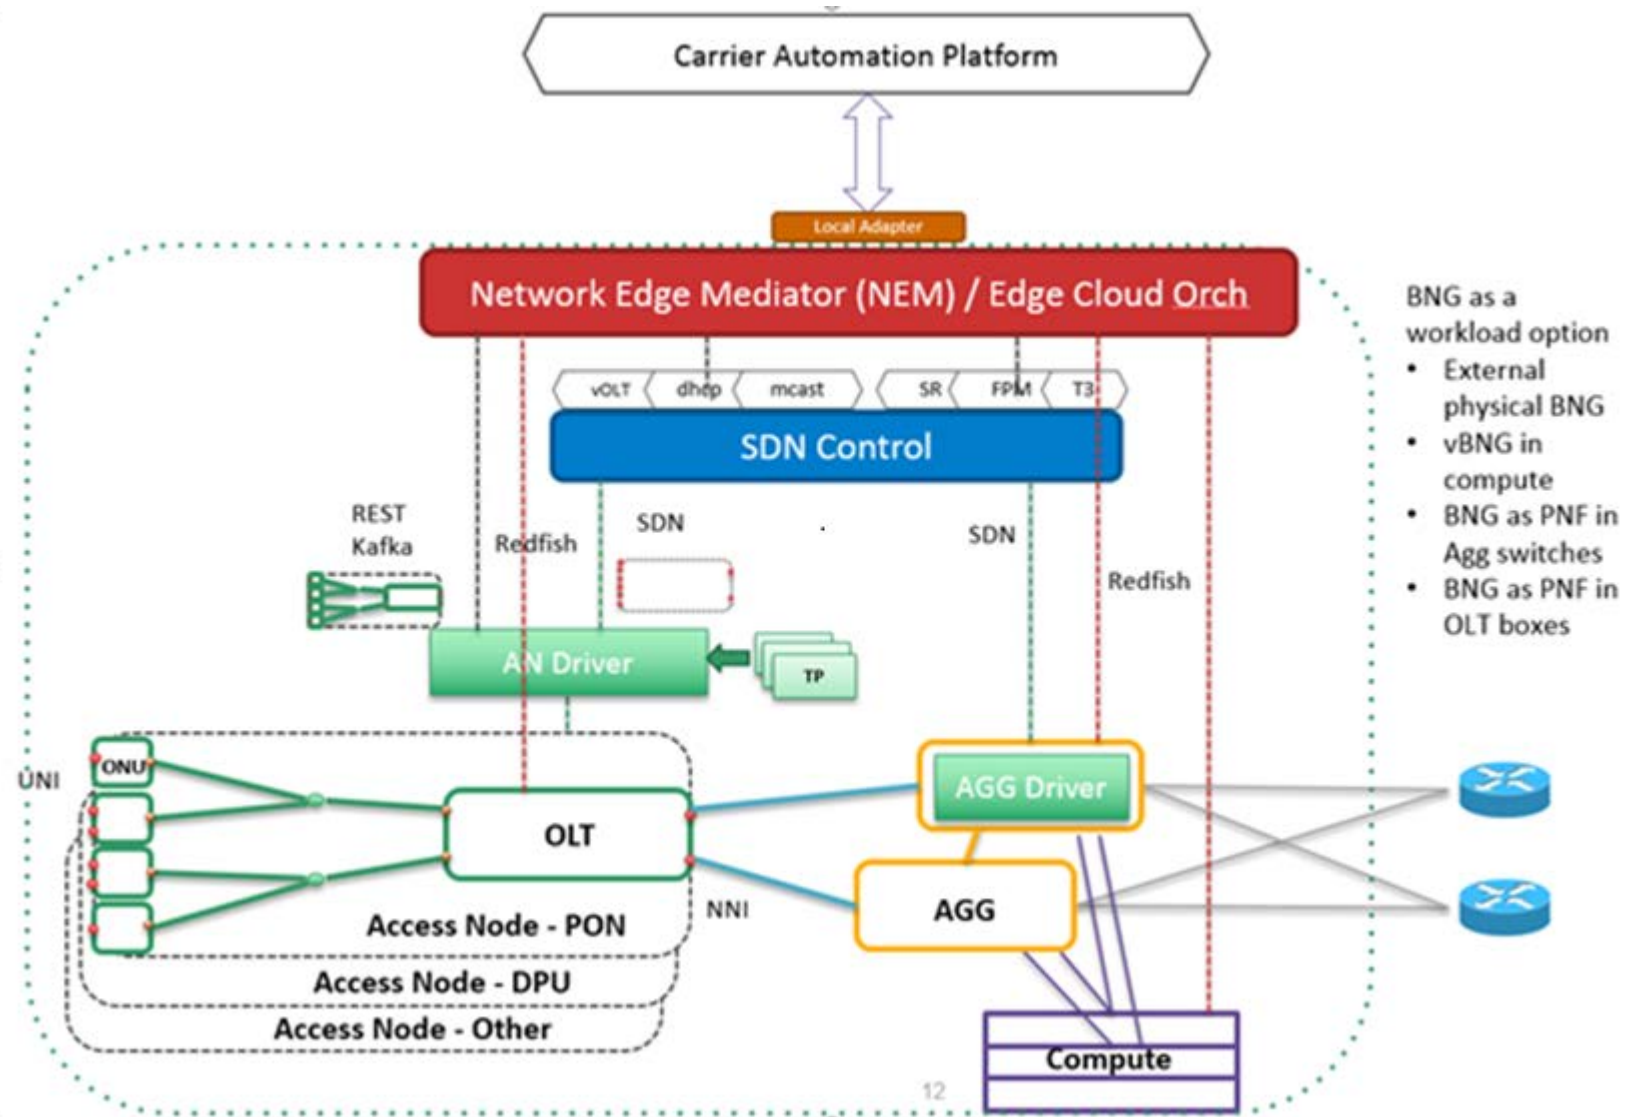 Carrier Automation Platform
Local Adapter
Network Edge Mediator (NEM) / Edge Cloud Orch
vOLT
dhcp
mcast
SR
FPM
T3
SDN Control
BNG as a
workload option
• External
physical BNG
• vBNG in
compute
• BNG as PNF in
Agg switches
• BNG as PNF in
OLT boxes
REST
Kafka
Redfish
SDN
SDN
Redfish
AN Driver
TP
UNI
ONU
OLT
AGG Driver
NNI
AGG
Access Node - PON
Access Node - DPU
Access Node - Other
Compute
12